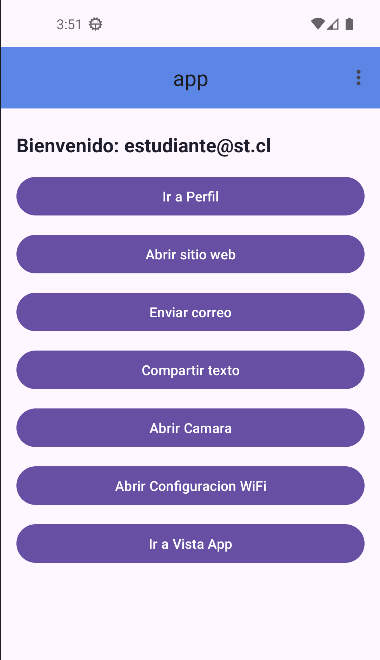 3:51
app
Bienvenido: estudiante@st.cl
Ir a Perfil
Abrir sitio web
Enviar correo
Compartir texto
Abrir Camara
Abrir Configuracion WiFi
Ir a Vista App